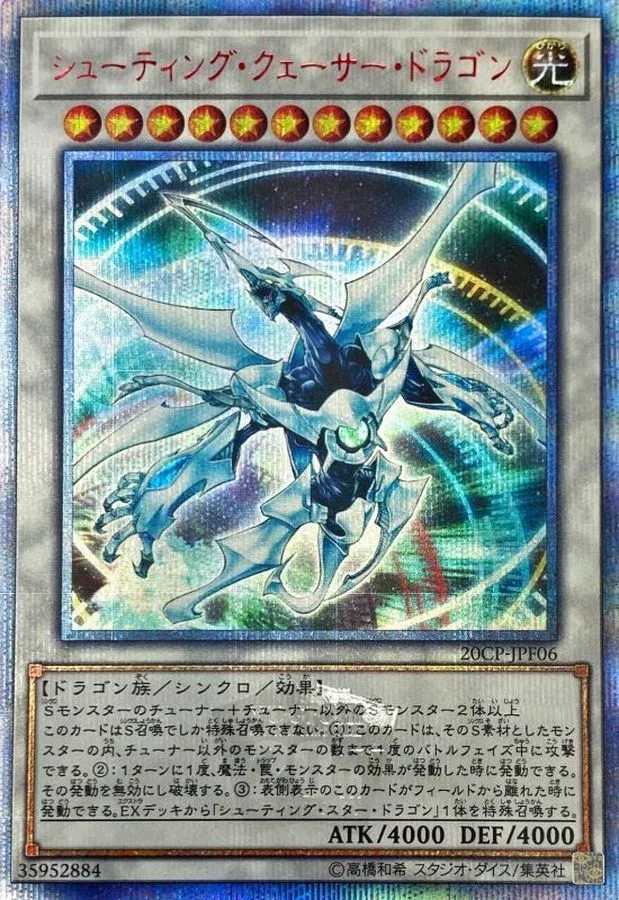 シューティング・クェーサー・ドラゴン
光
20CP-JPF06
【ドラゴン族／シンクロ／効果】
Ｓモンスターのチューナー＋チューナー以外のＳモンスター２体以上
このカードはＳ召喚でしか特殊召喚できない。①：このカードは、そのＳ素材としたモンス
ターの内、チューナー以外のモンスターの数まで１度のバトルフェイズ中に攻撃
できる。②：１ターンに１度、魔法・罠・モンスターの効果が発動した時に発動できる。
その発動を無効にし破壊する。③：表側表示のこのカードがフィールドから離れた時に
発動できる。EXデッキから「シューティング・スター・ドラゴン」１体を特殊召喚する。
ATK/4000 DEF/4000
35952884 ©高橋和希 スタジオ・ダイス/集英社